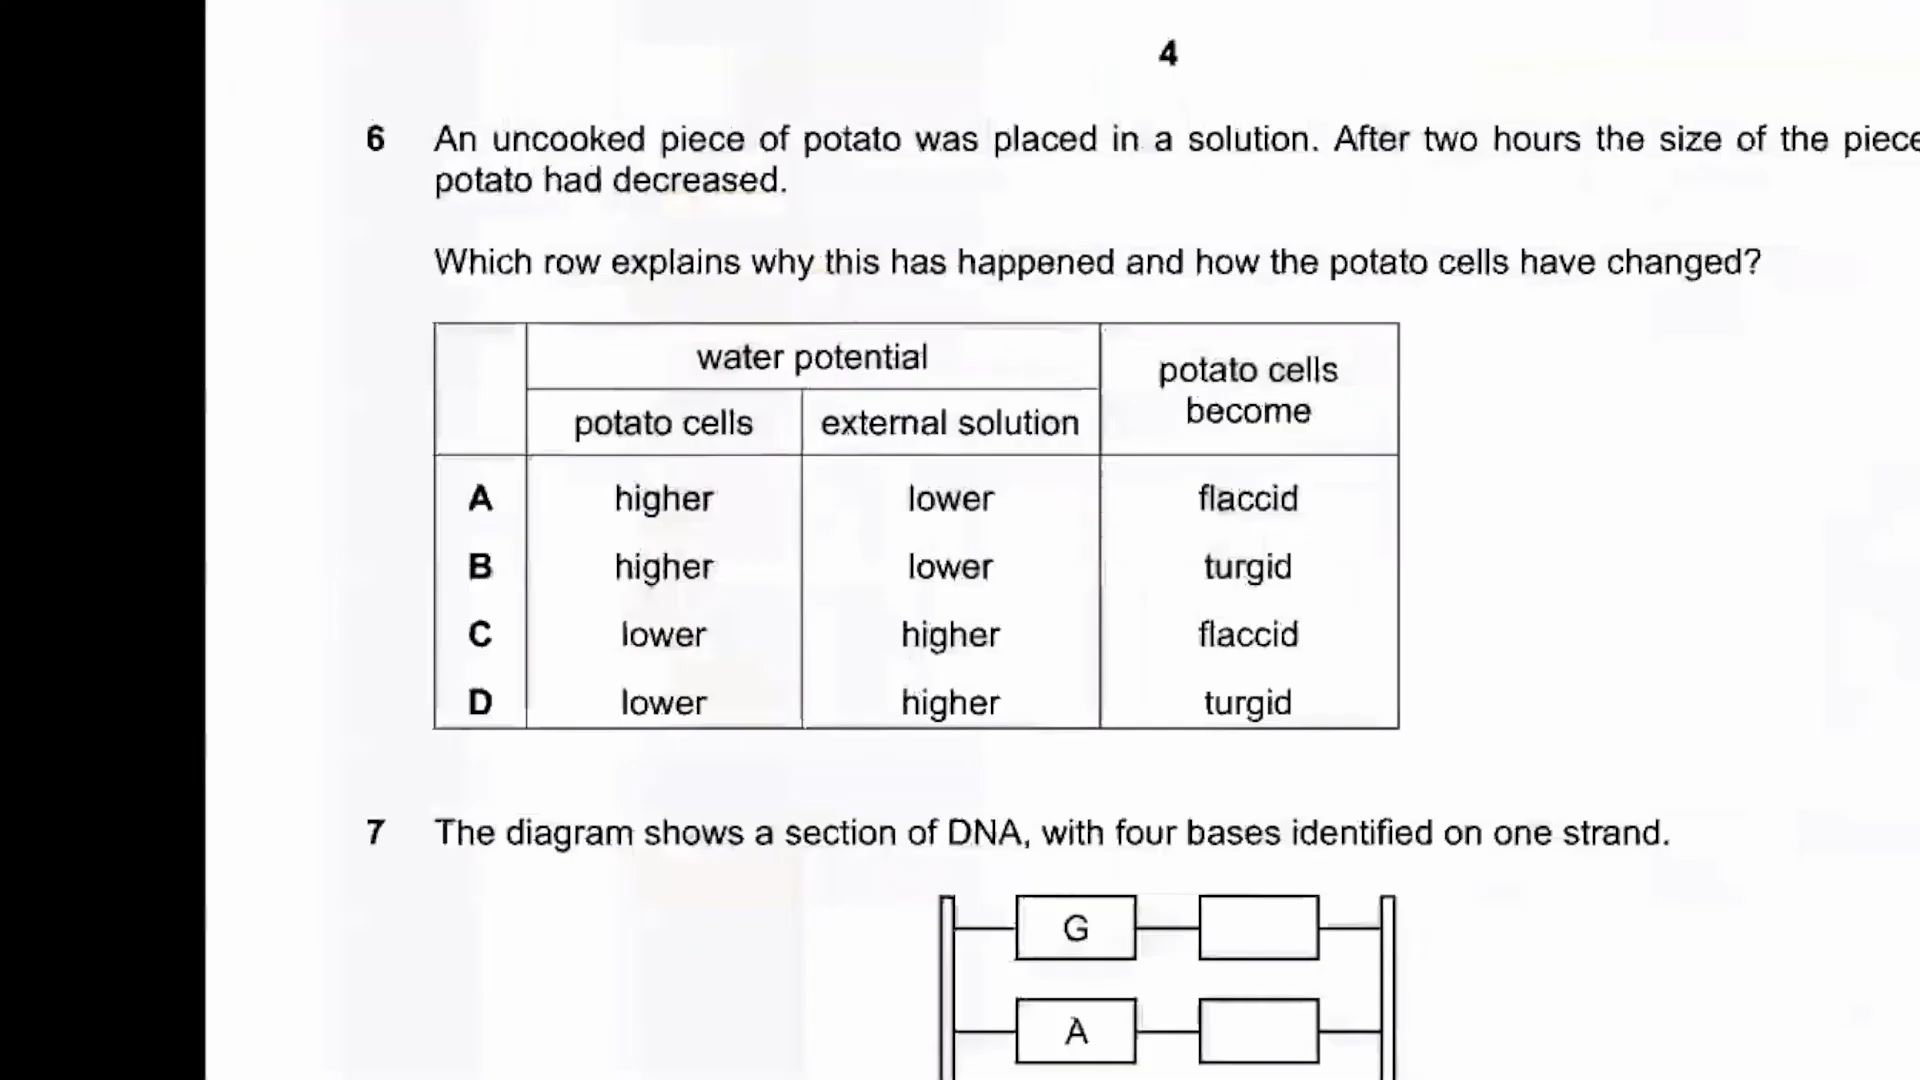 4
6 An uncooked piece of potato was placed in a solution. After two hours the size of the piece
potato had decreased.
Which row explains why this has happened and how the potato cells have changed?
water potential
potato cells
become
potato cells external solution
A higher lower flaccid
B higher lower turgid
C lower higher flaccid
D lower higher turgid
7 The diagram shows a section of DNA, with four bases identified on one strand.
G
A